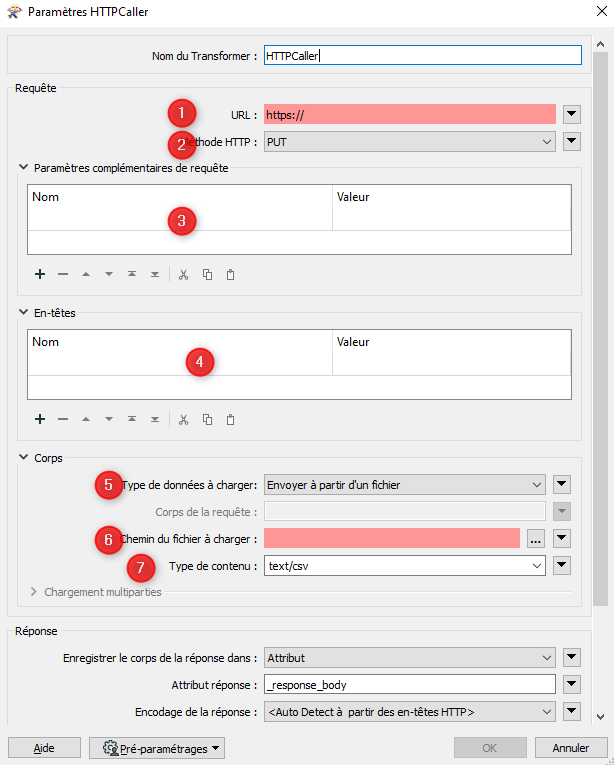 Paramètres HTTPCaller
Nom du Transformer : HTTPCaller
Requête
1 URL : https://
2 éthode HTTP : PUT
Paramètres complémentaires de requête
Nom Valeur
3
En-têtes
Nom Valeur
4
Corps
5 Type de données à charger: Envoyer à partir d'un fichier
Corps de la requête :
6 Chemin du fichier à charger : ...
7 Type de contenu : text/csv
Chargement multiparties
Réponse
Enregistrer le corps de la réponse dans : Attribut
Attribut réponse : _response_body
Encodage de la réponse : <Auto Detect à partir des en-têtes HTTP>
Aide Pré-paramétrages OK Annuler